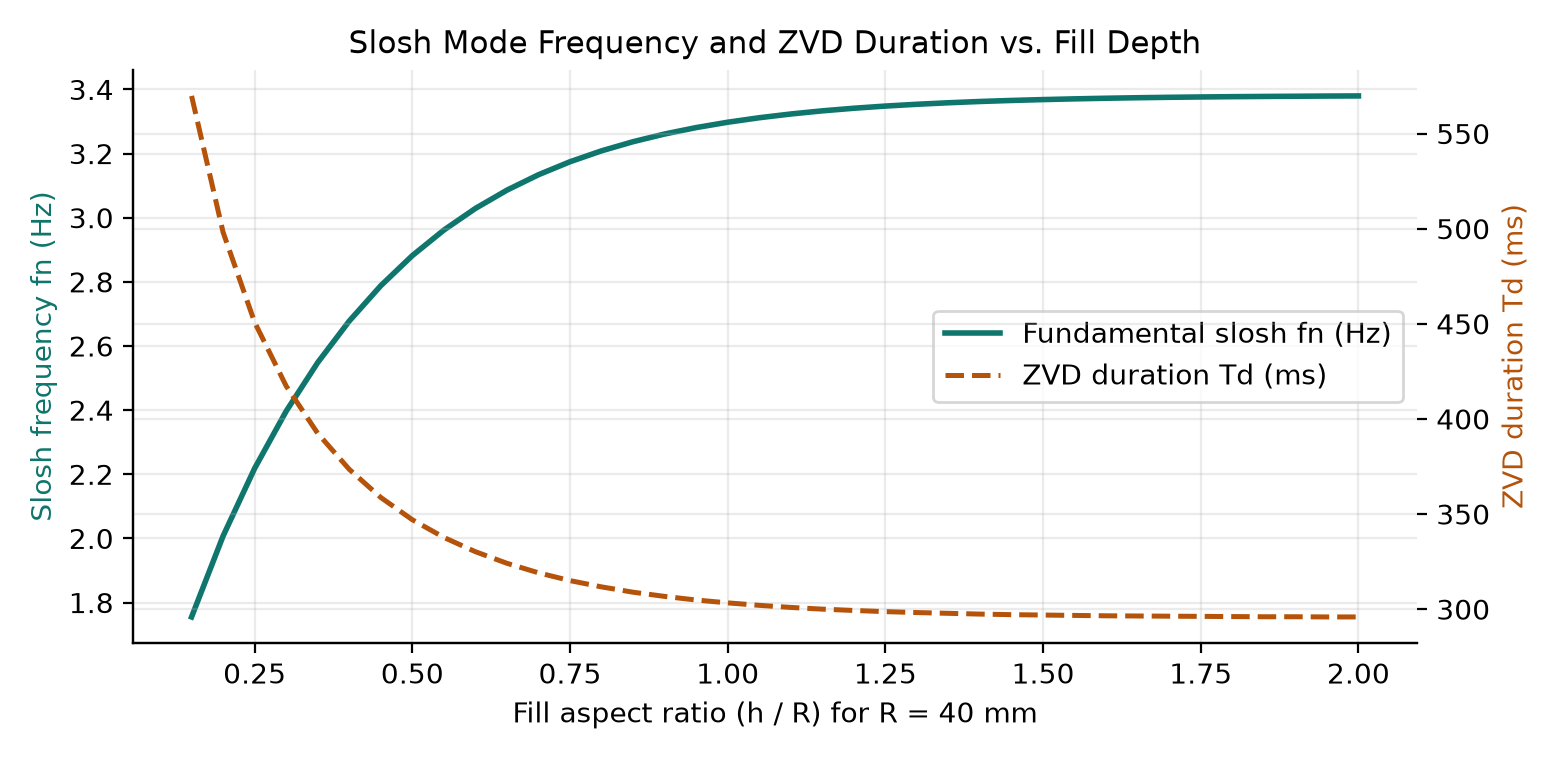 Slosh Mode Frequency and ZVD Duration vs. Fill Depth
Slosh frequency fn (Hz)
3.4
3.2
3.0
2.8
2.6
2.4
2.2
2.0
1.8
Fundamental slosh fn (Hz)
ZVD duration Td (ms)
550
500
450
400
350
300
ZVD duration Td (ms)
0.25 0.50 0.75 1.00 1.25 1.50 1.75 2.00
Fill aspect ratio (h / R) for R = 40 mm